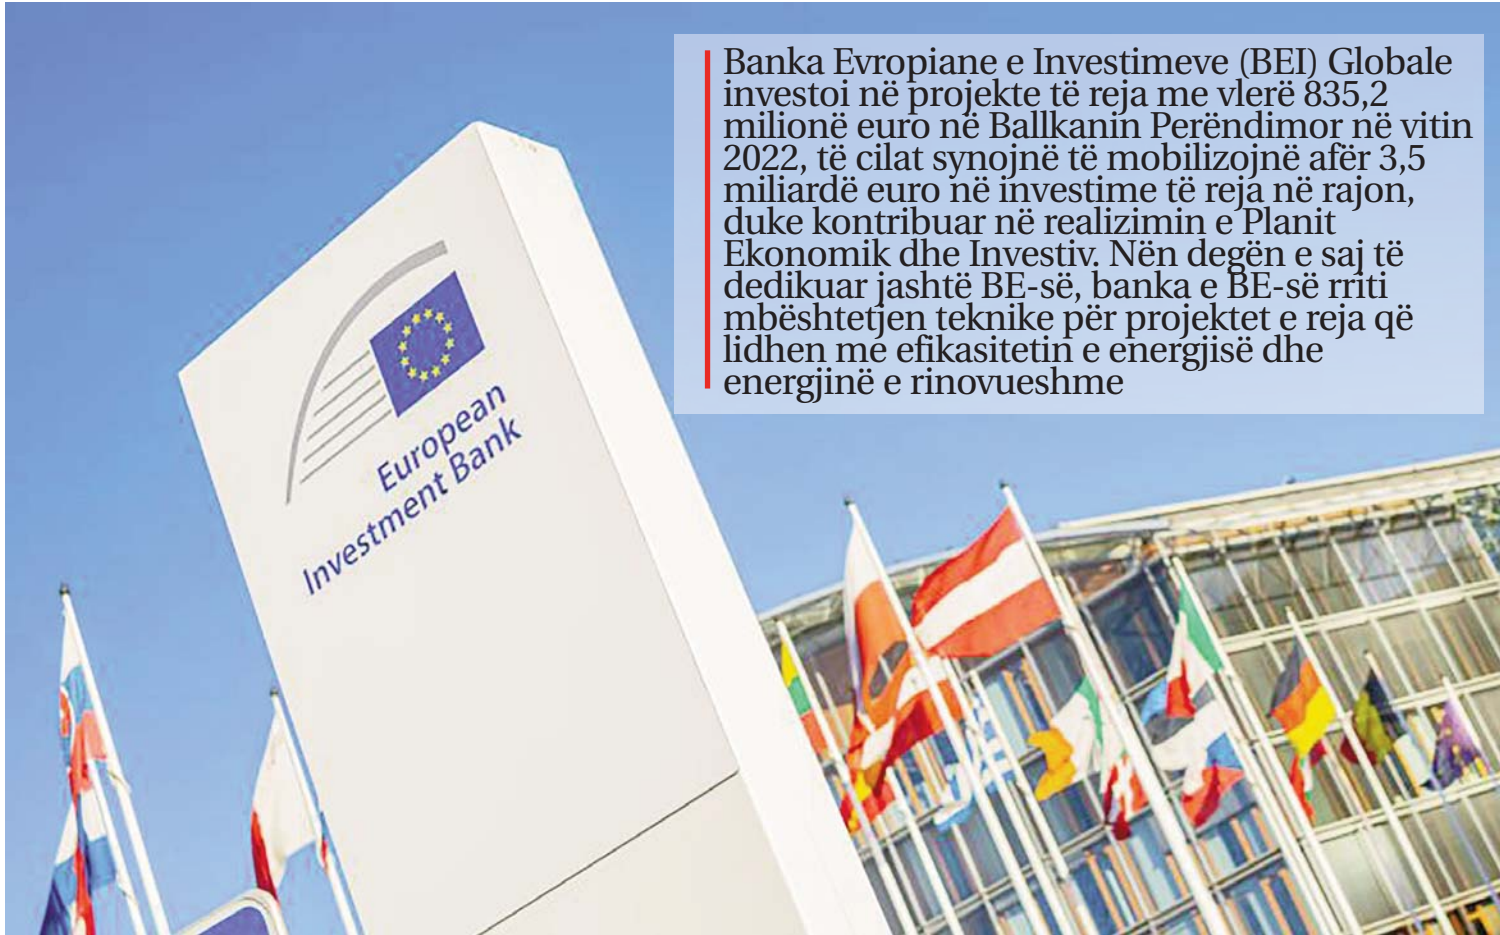 Banka Evropiane e Investimeve (BEI) Globale
investoi në projekte të reja me vlerë 835,2
milionë euro në Ballkanin Perëndimor në vitin
2022, të cilat synojnë të mobilizojnë afër 3,5
miliardë euro në investime të reja në rajon,
duke kontribuar në realizimin e Planit
Ekonomik dhe Investiv. Nën degën e saj të
dedikuar jashtë BE-së, banka e BE-së rriti
mbështetjen teknike për projektet e reja që
lidhen me efikasitetin e energjisë dhe
energjinë e rinovueshme
European
Investment Bank